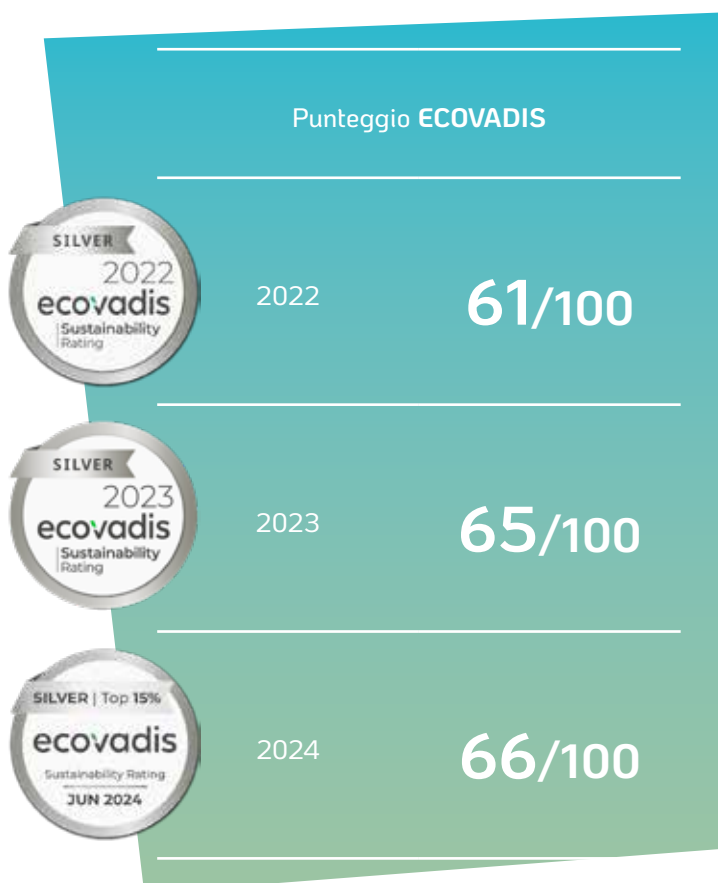 Punteggio ECOVADIS
SILVER
2022
ecovadis
Sustainability
Rating
2022
61/100
SILVER
2023
ecovadis
Sustainability
Rating
2023
65/100
SILVER | Top 15%
ecovadis
Sustainability Rating
JUN 2024
2024
66/100